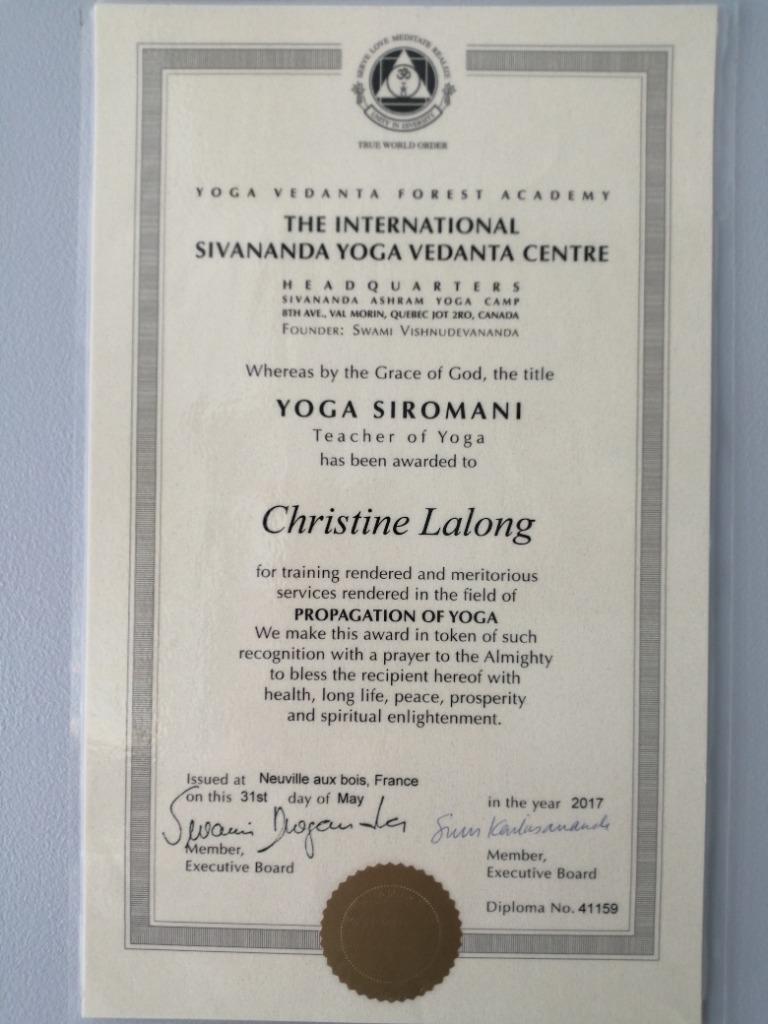 SERVE LOVE MEDITATE REALIZE
UNITY IN DIVERSITY
TRUE WORLD ORDER
YOGA VEDANTA FOREST ACADEMY
THE INTERNATIONAL
SIVANANDA YOGA VEDANTA CENTRE
HEADQUARTERS
SIVANANDA ASHRAM YOGA CAMP
8TH AVE., VAL MORIN, QUEBEC JOT 2RO, CANADA
FOUNDER: SWAMI VISHNUDEVANANDA
Whereas by the Grace of God, the title
YOGA SIROMANI
Teacher of Yoga
has been awarded to
Christine Lalong
for training rendered and meritorious
services rendered in the field of
PROPAGATION OF YOGA
We make this award in token of such
recognition with a prayer to the Almighty
to bless the recipient hereof with
health, long life, peace, prosperity
and spiritual enlightenment.
Issued at Neuville aux bois, France
on this 31st day of May
in the year 2017
Swami
Member,
Executive Board
Member,
Executive Board
Diploma No. 41159